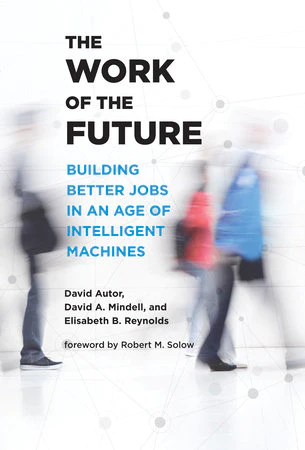 THE
WORK
OF THE
FUTURE
BUILDING
BETTER JOBS
IN AN AGE OF
INTELLIGENT
MACHINES
David Autor,
David A. Mindell, and
Elisabeth B. Reynolds
foreword by Robert M. Solow